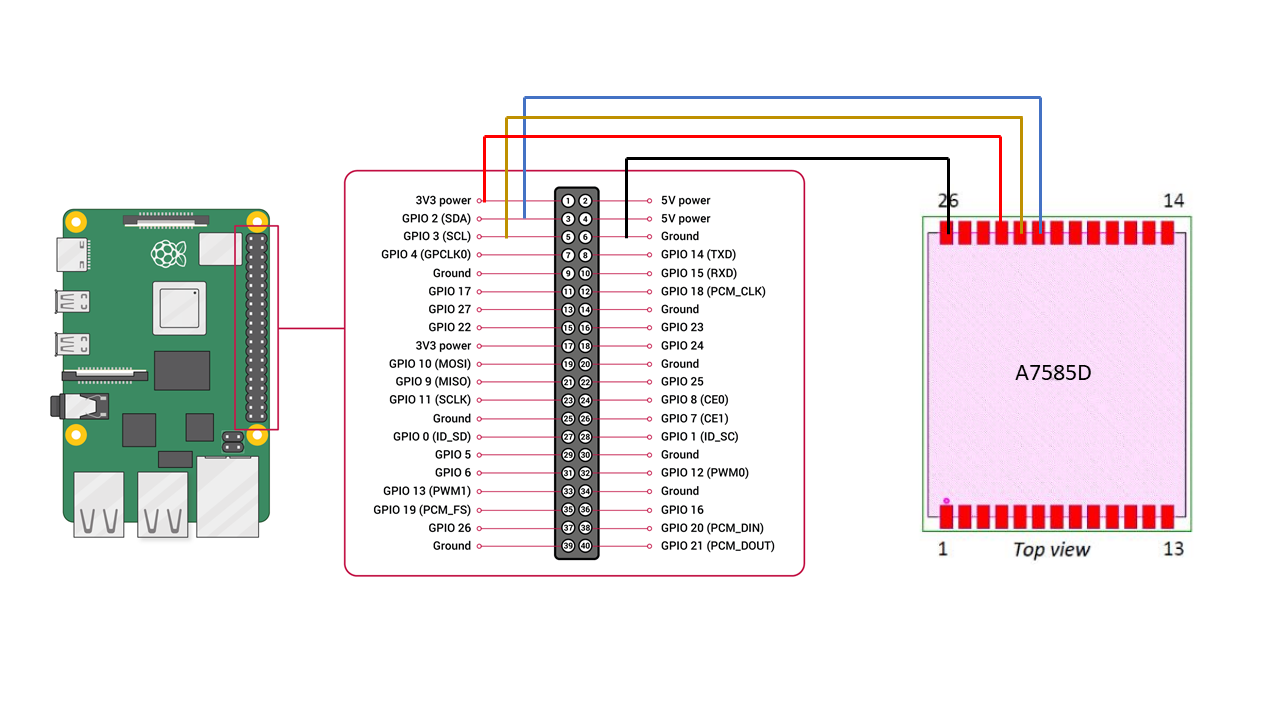 3V3 power 1 2 5V power
GPIO 2 (SDA) 3 4 5V power
GPIO 3 (SCL) 5 6 Ground
GPIO 4 (GPCLK0) 7 8 GPIO 14 (TXD)
Ground 9 10 GPIO 15 (RXD)
GPIO 17 11 12 GPIO 18 (PCM_CLK)
GPIO 27 13 14 Ground
GPIO 22 15 16 GPIO 23
3V3 power 17 18 GPIO 24
GPIO 10 (MOSI) 19 20 Ground
GPIO 9 (MISO) 21 22 GPIO 25
GPIO 11 (SCLK) 23 24 GPIO 8 (CE0)
Ground 25 26 GPIO 7 (CE1)
GPIO 0 (ID_SD) 27 28 GPIO 1 (ID_SC)
GPIO 5 29 30 Ground
GPIO 6 31 32 GPIO 12 (PWM0)
GPIO 13 (PWM1) 33 34 Ground
GPIO 19 (PCM_FS) 35 36 GPIO 16
GPIO 26 37 38 GPIO 20 (PCM_DIN)
Ground 39 40 GPIO 21 (PCM_DOUT)
26 14
A7585D
1 Top view 13